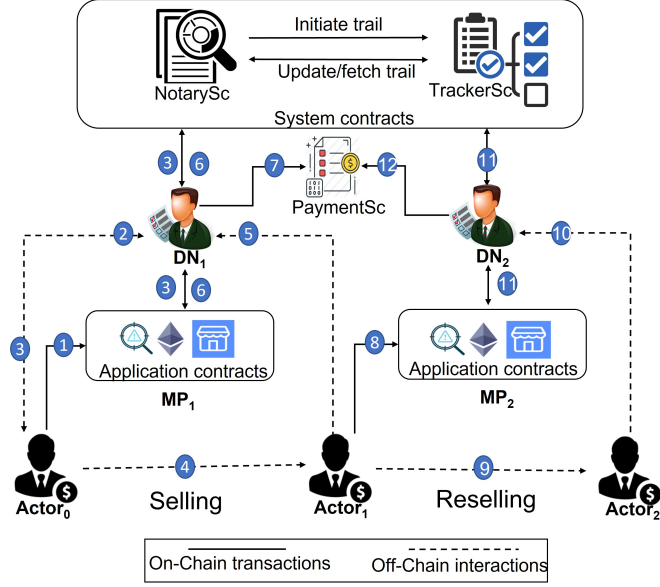 Initiate trail
Update/fetch trail
NotarySc
TrackerSc
System contracts
3
6
7
12
11
PaymentSc
2
5
10
DN1
DN2
3
6
11
3
1
8
Application contracts
Application contracts
MP1
MP2
4
9
Selling
Reselling
Actor0
Actor1
Actor2
On-Chain transactions
Off-Chain interactions